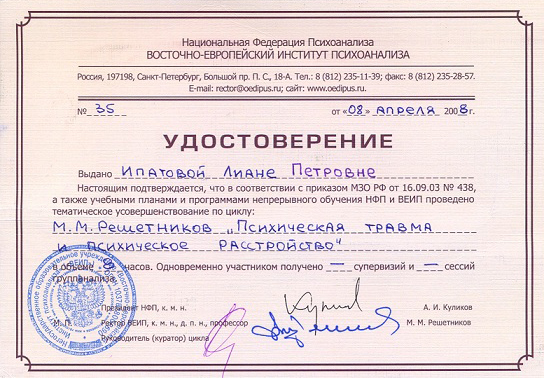 Национальная Федерация Психоанализа
ВОСТОЧНО-ЕВРОПЕЙСКИЙ ИНСТИТУТ ПСИХОАНАЛИЗА
Россия, 197198, Санкт-Петербург, Большой пр. П. С., 18-А. Тел.: 8 (812) 235-11-39; факс: 8 (812) 235-28-57.
E-mail: rector@oedipus.ru; сайт: www.oedipus.ru.
№ 35 от «08» апреля 2008 г.
УДОСТОВЕРЕНИЕ
Выдано Ипатовой Лиане Петровне
Настоящим подтверждается, что в соответствии с приказом МЗО РФ от 16.09.03 № 438,
а также учебными планами и программами непрерывного обучения НФП и ВЕИП проведено
тематическое усовершенствование по циклу:
М.М.Решетников „Психическая травма
и психическое расстройство"
в объеме часов. Одновременно участником получено — супервизий и — сессий
группанализа.
Президент НФП, к. м. н. А. И. Куликов
М. П. Ректор ВЕИП, к. м. н., д. п. н., профессор М. М. Решетников
Руководитель (куратор) цикла